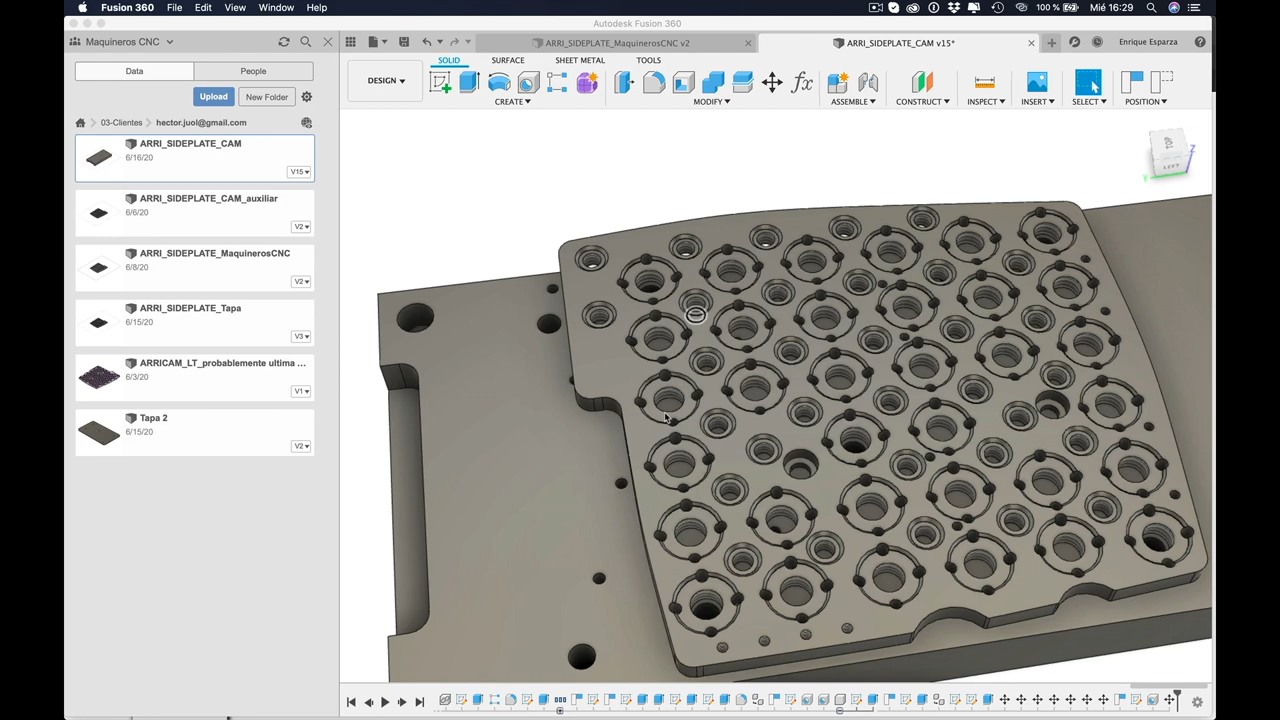 Fusion 360 File Edit View Window Help 100 % Mié 16:29
Autodesk Fusion 360
Maquineros CNC ARRI_SIDEPLATE_MaquinerosCNC v2 ARRI_SIDEPLATE_CAM v15* Enrique Esparza
SOLID SURFACE SHEET METAL TOOLS
Data People
DESIGN
Upload New Folder
CREATE MODIFY ASSEMBLE CONSTRUCT INSPECT INSERT SELECT POSITION
03-Clientes hector.juol@gmail.com
ARRI_SIDEPLATE_CAM
6/16/20
V15
ARRI_SIDEPLATE_CAM_auxiliar
6/6/20
V2
ARRI_SIDEPLATE_MaquinerosCNC
6/8/20
V2
ARRI_SIDEPLATE_Tapa
6/15/20
V3
ARRICAM_LT_probablemente ultima ...
6/3/20
V1
Tapa 2
6/15/20
V2
LEFT
Z
Y